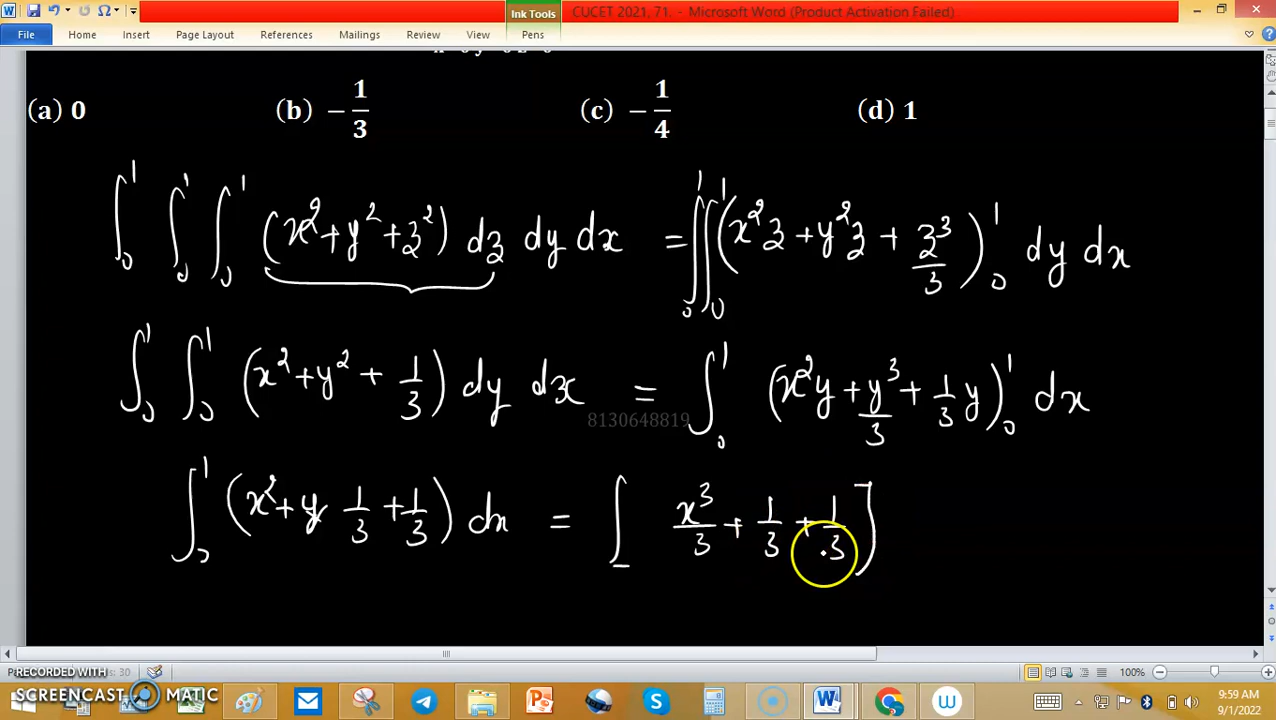 Ink Tools
CUCET 2021, 71. - Microsoft Word (Product Activation Failed)
File Home Insert Page Layout References Mailings Review View Pens
(a) 0 (b) −1/3 (c) −1/4 (d) 1
∫₀¹ ∫₀¹ ∫₀¹ (x² + y² + z²) dz dy dx = ∫₀¹∫₀¹ (x²z + y²z + z³/3)₀¹ dy dx
∫₀¹ ∫₀¹ (x² + y² + 1/3) dy dx = ∫₀¹ (x²y + y³/3 + 1/3 y)₀¹ dx
8130648819
∫₀¹ (x² + 1/3 + 1/3) dx = [x³/3 + 1/3 + 1/3]
RECORDED WITH : 30 100%
SCREENCAST MATIC
9:59 AM
9/1/2022